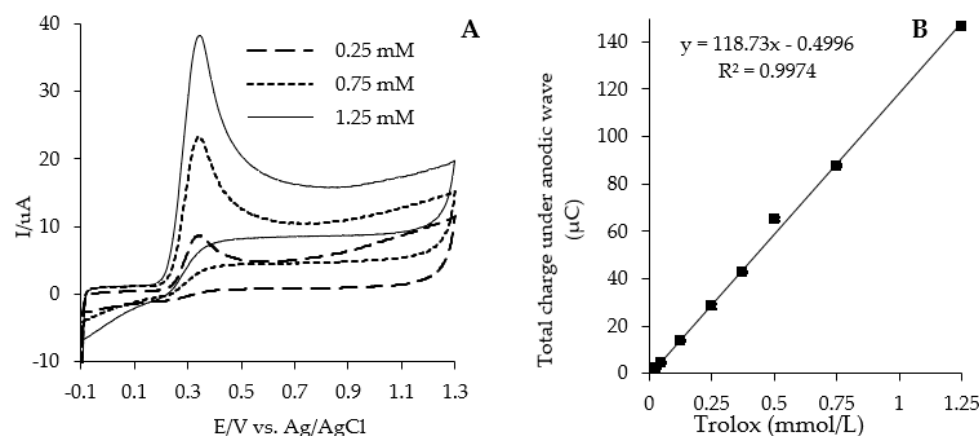 A
40
30
20
10
0
-10
I/uA
0.25 mM
0.75 mM
1.25 mM
-0.1 0.1 0.3 0.5 0.7 0.9 1.1 1.3
E/V vs. Ag/AgCl
B
y = 118.73x - 0.4996
R² = 0.9974
140
120
100
80
60
40
20
0
Total charge under anodic wave
(µC)
0 0.25 0.5 0.75 1 1.25
Trolox (mmol/L)